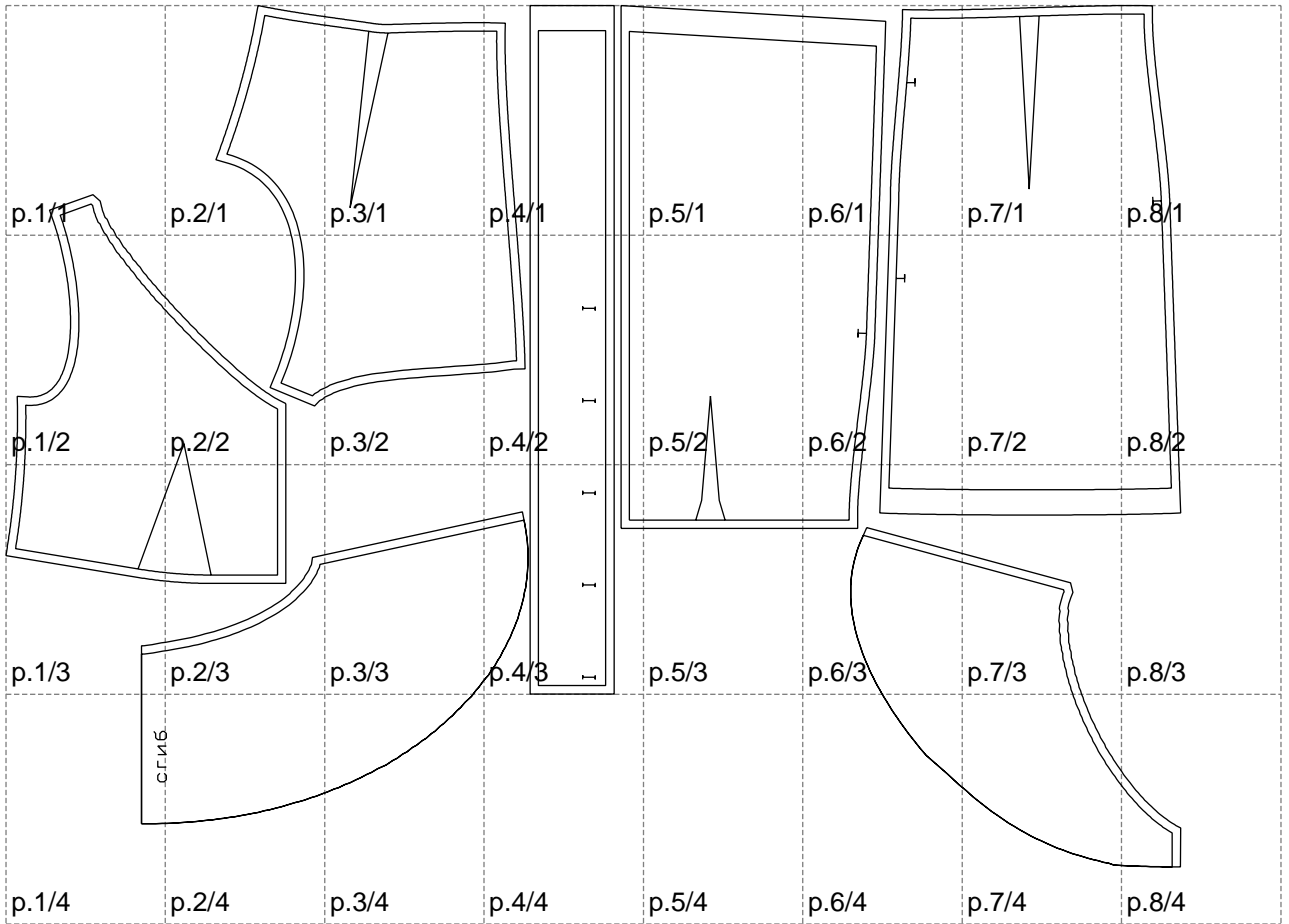 p.1/1 p.2/1 p.3/1 p.4/1 p.5/1 p.6/1 p.7/1 p.8/1
p.1/2 p.2/2 p.3/2 p.4/2 p.5/2 p.6/2 p.7/2 p.8/2
p.1/3 p.2/3 p.3/3 p.4/3 p.5/3 p.6/3 p.7/3 p.8/3
сгиб
p.1/4 p.2/4 p.3/4 p.4/4 p.5/4 p.6/4 p.7/4 p.8/4